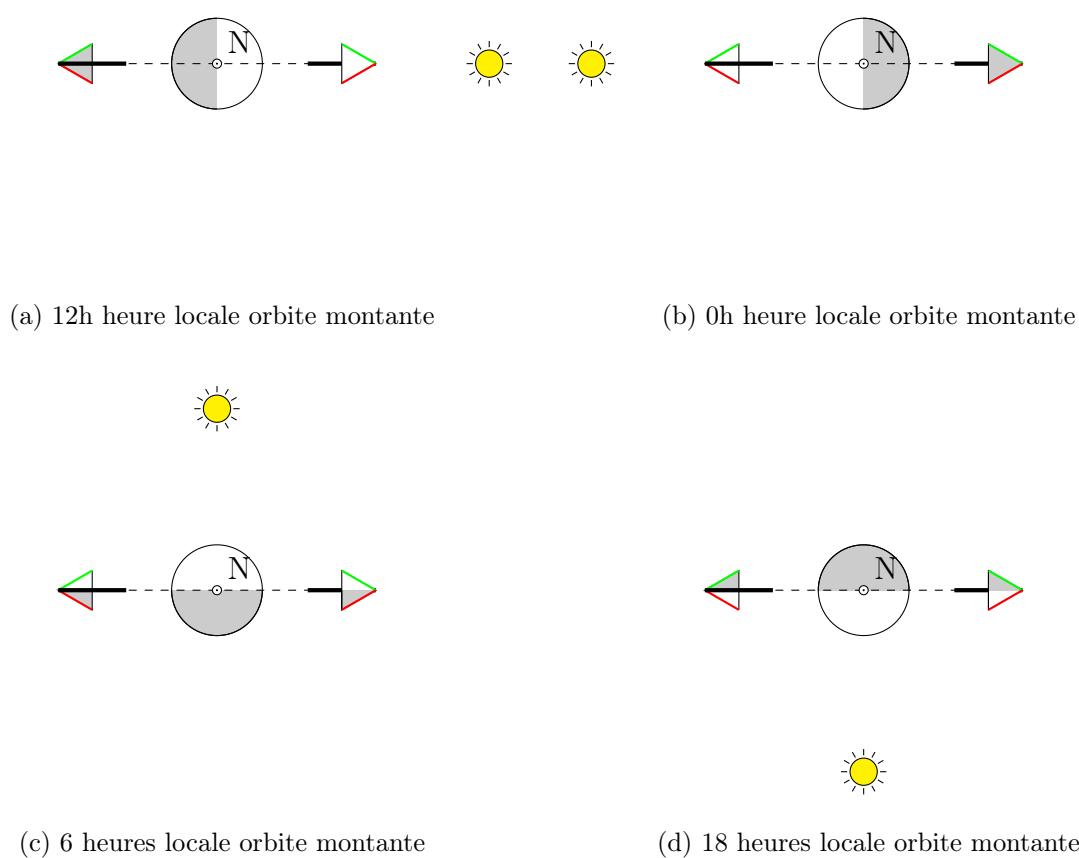 N
N
(a) 12h heure locale orbite montante
(b) 0h heure locale orbite montante
N
N
(c) 6 heures locale orbite montante
(d) 18 heures locale orbite montante